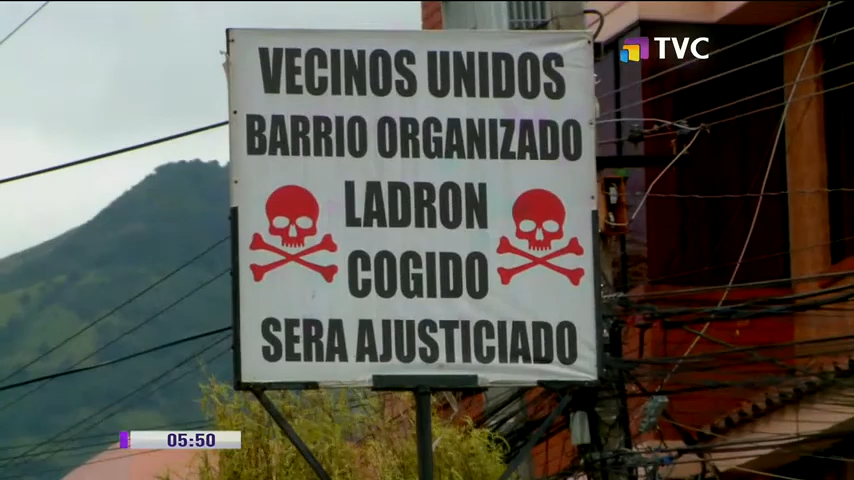 TVC
VECINOS UNIDOS
BARRIO ORGANIZADO
LADRON
COGIDO
SERA AJUSTICIADO
05:50